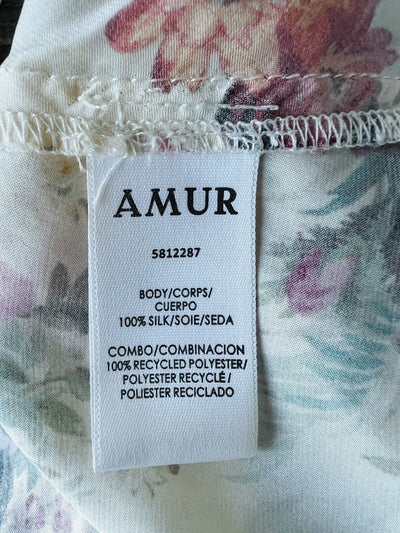 AMUR
5812287
BODY/CORPS/
CUERPO
100% SILK/SOIE/SEDA
COMBO/COMBINACION
100% RECYCLED POLYESTER/
POLYESTER RECYCLÉ/
POLIESTER RECICLADO